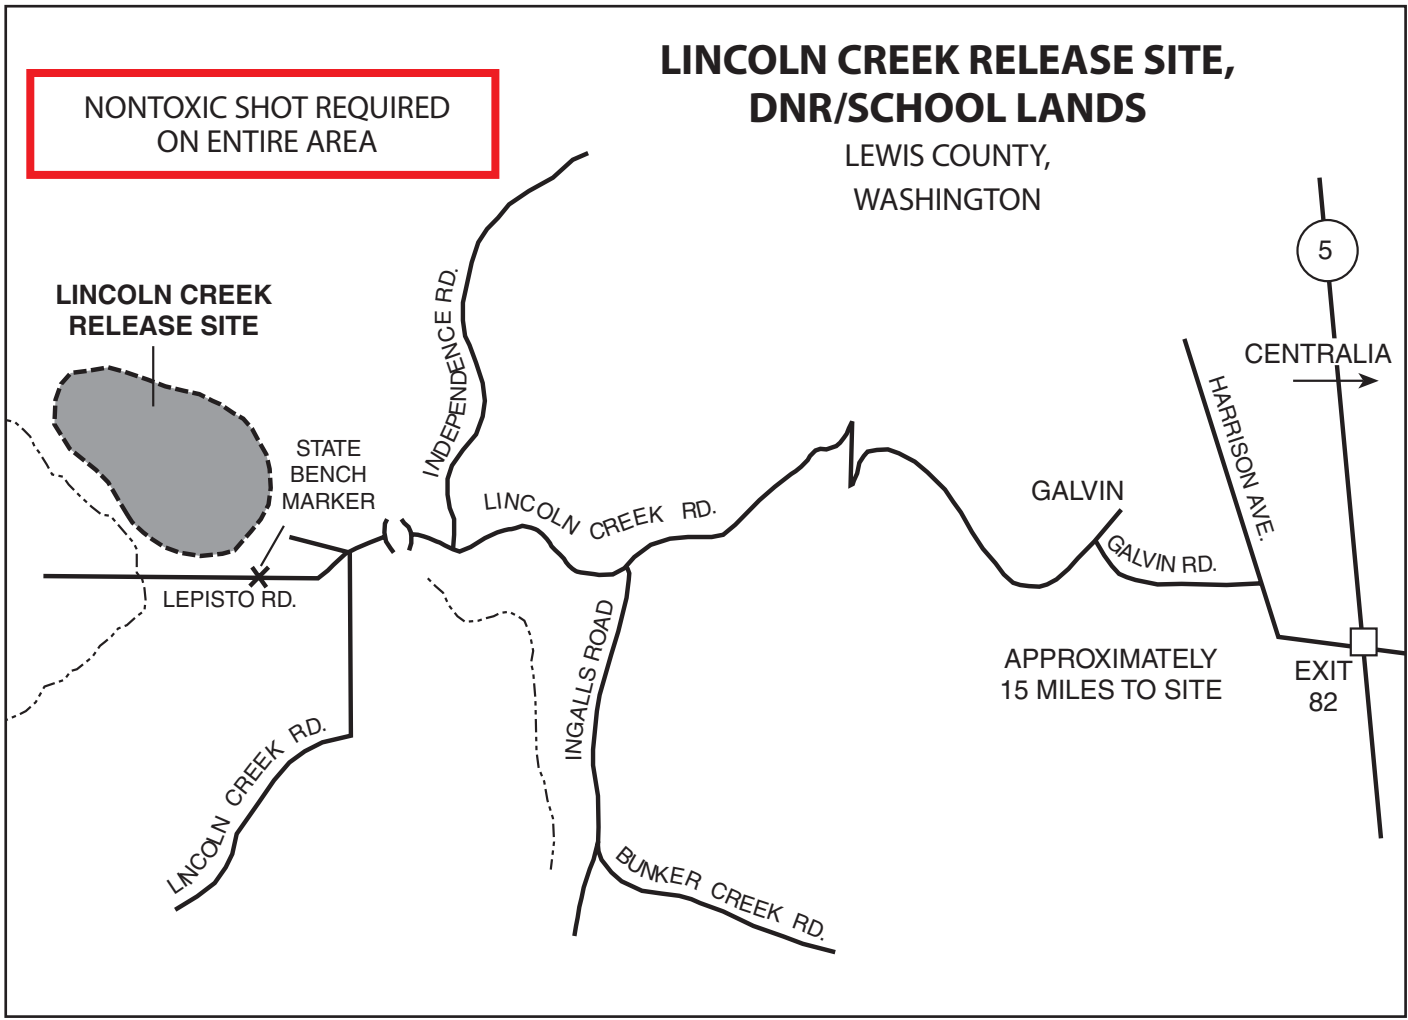 LINCOLN CREEK RELEASE SITE,
DNR/SCHOOL LANDS
LEWIS COUNTY,
WASHINGTON
NONTOXIC SHOT REQUIRED
ON ENTIRE AREA
5
CENTRALIA
LINCOLN CREEK
RELEASE SITE
INDEPENDENCE RD.
HARRISON AVE.
STATE
BENCH
MARKER
LINCOLN CREEK RD.
GALVIN
GALVIN RD.
LEPISTO RD.
INGALLS ROAD
APPROXIMATELY
15 MILES TO SITE
EXIT
82
LINCOLN CREEK RD.
BUNKER CREEK RD.